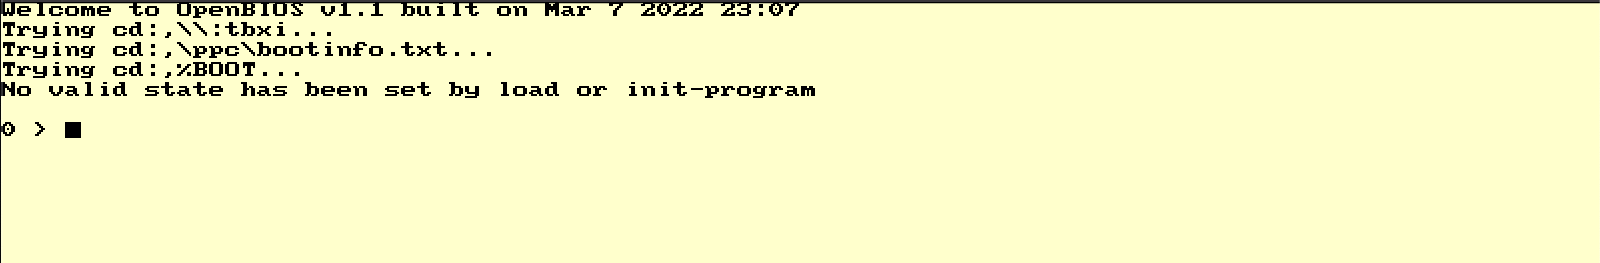 Welcome to OpenBIOS v1.1 built on Mar 7 2022 23:07
Trying cd:,\\:tbxi...
Trying cd:,\ppc\bootinfo.txt...
Trying cd:,%BOOT...
No valid state has been set by load or init-program
0 >